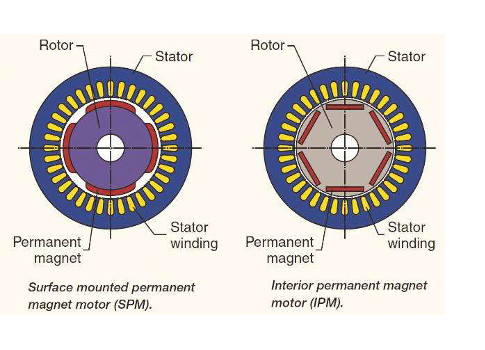 Rotor
Stator
Permanent
magnet
Stator
winding
Surface mounted permanent
magnet motor (SPM).
Rotor
Stator
Permanent
magnet
Stator
winding
Interior permanent magnet
motor (IPM).